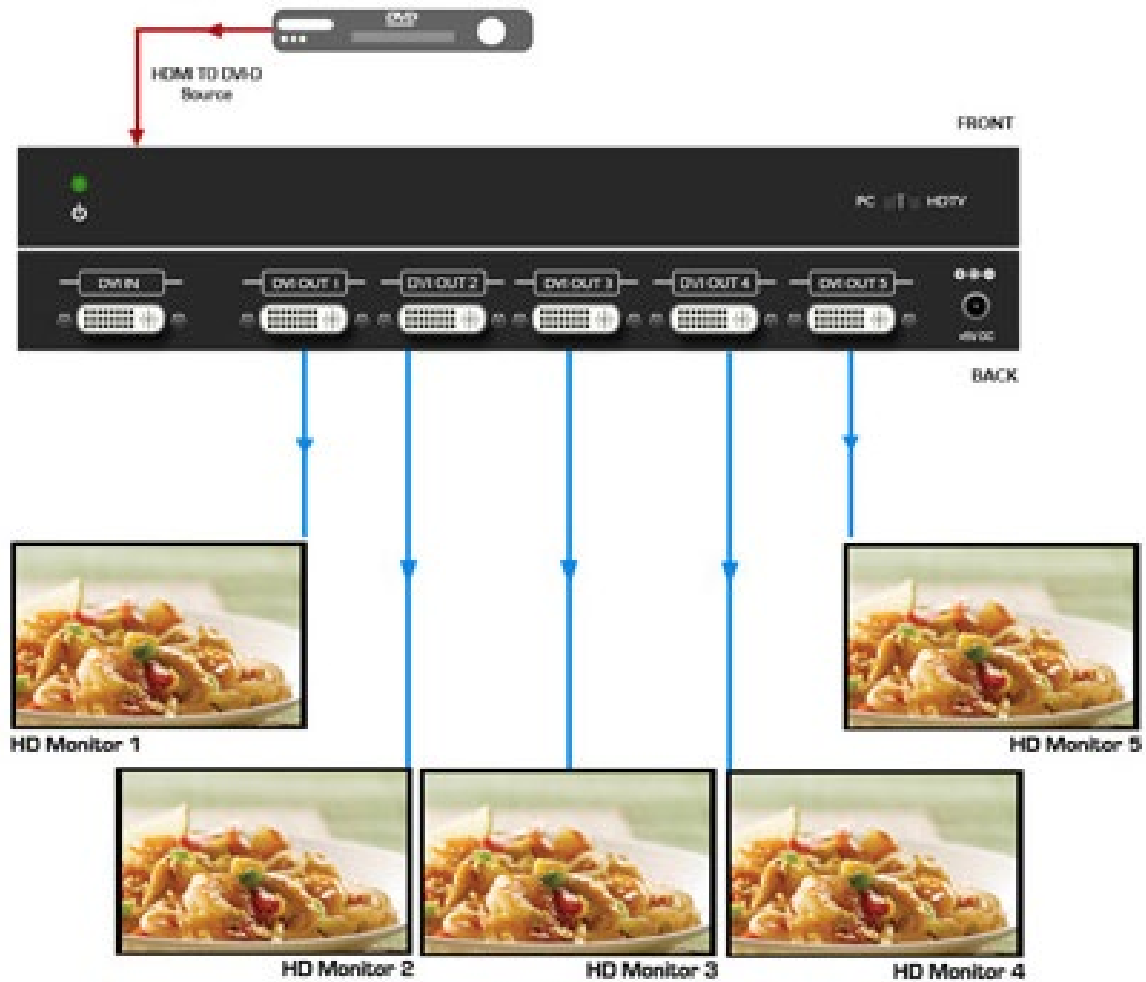 DVD
HDMI TO DVI-D
Source
FRONT
PC HDTV
DVI IN
DVI OUT 1
DVI OUT 2
DVI OUT 3
DVI OUT 4
DVI OUT 5
BACK
HD Monitor 1
HD Monitor 5
HD Monitor 2
HD Monitor 3
HD Monitor 4